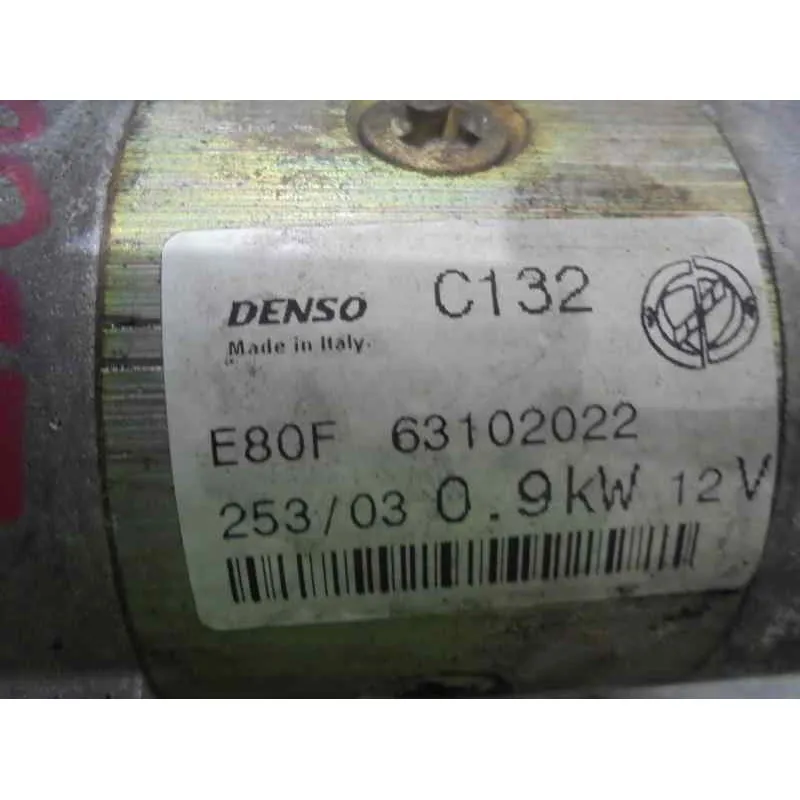 DENSO C132
Made in Italy.
E80F 63102022
253/03 0.9kW 12V